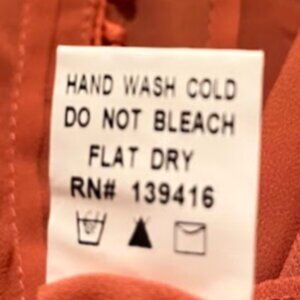 HAND WASH COLD
DO NOT BLEACH
FLAT DRY
RN# 139416